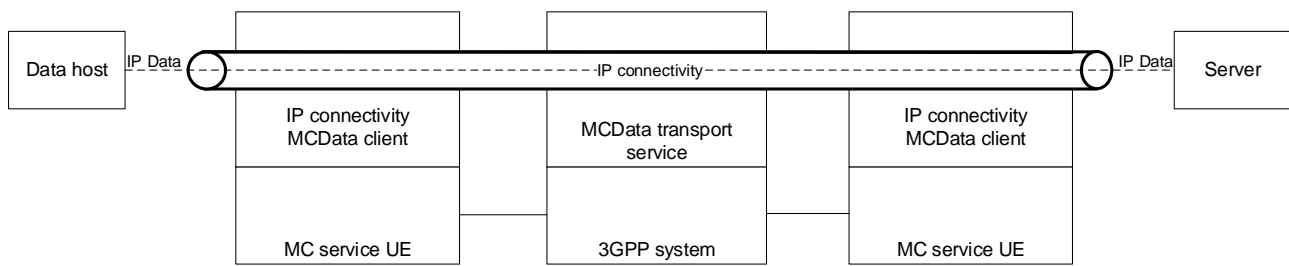 Data host
IP Data
IP connectivity
IP Data
Server
IP connectivity
MCData client
MCData transport
service
IP connectivity
MCData client
MC service UE
3GPP system
MC service UE